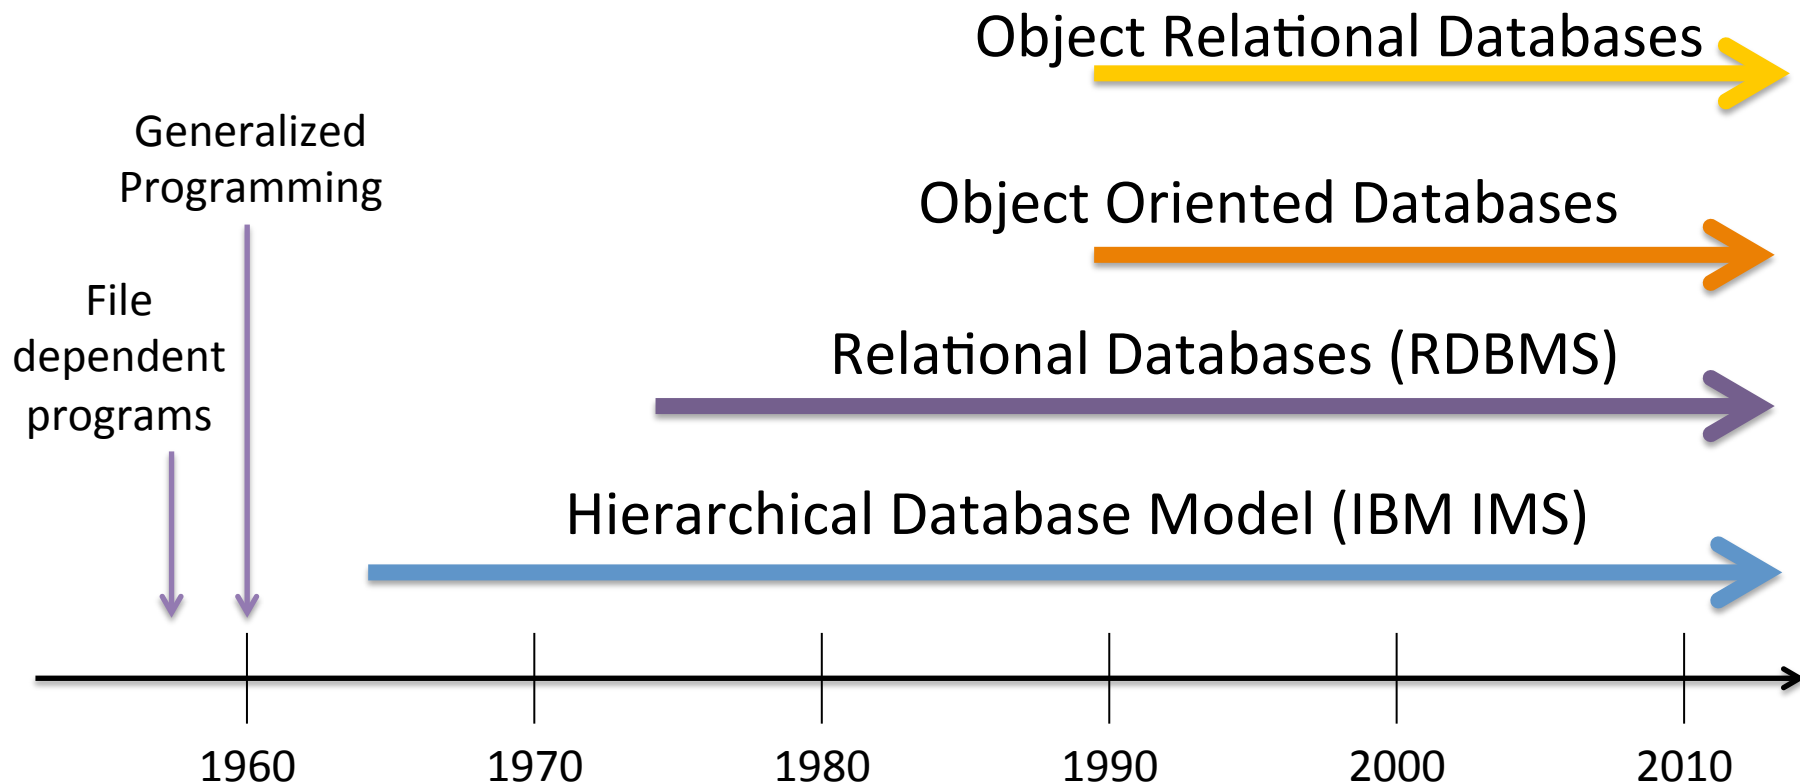 Object Relational Databases
Generalized
Programming
Object Oriented Databases
File
dependent
programs
Relational Databases (RDBMS)
Hierarchical Database Model (IBM IMS)
1960
1970
1980
1990
2000
2010